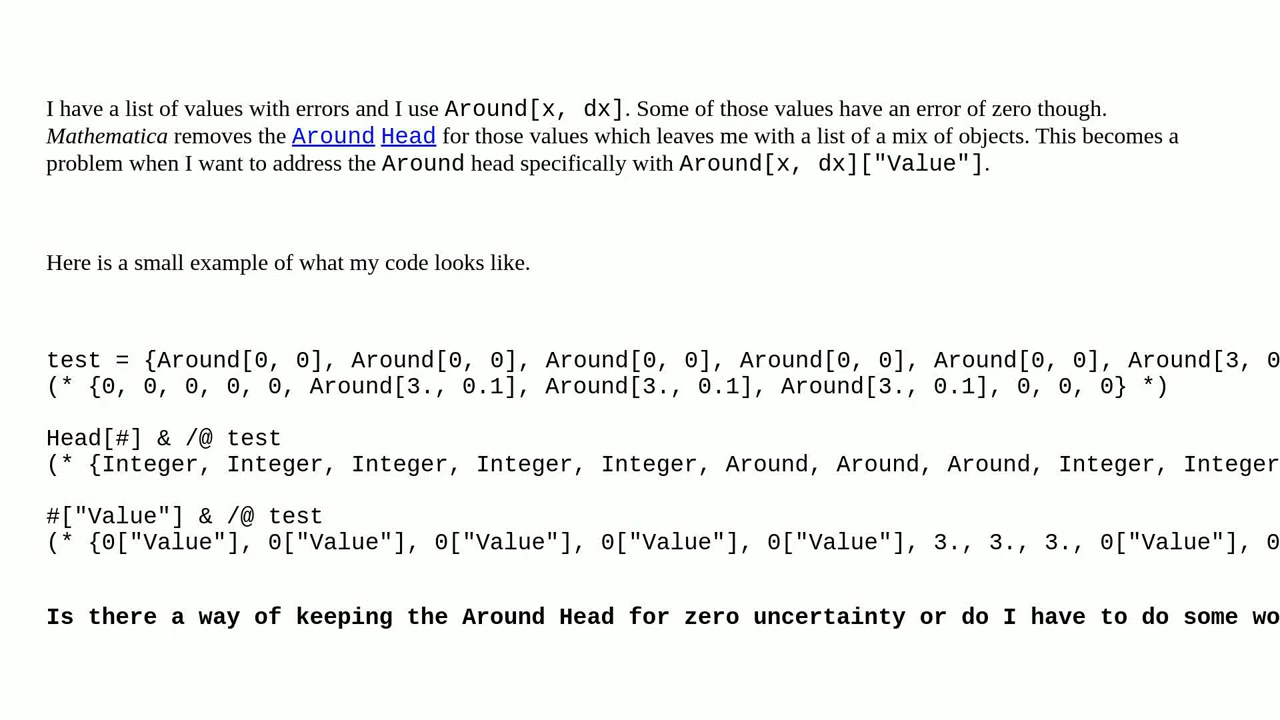 I have a list of values with errors and I use Around[x, dx]. Some of those values have an error of zero though.
Mathematica removes the Around Head for those values which leaves me with a list of a mix of objects. This becomes a
problem when I want to address the Around head specifically with Around[x, dx]["Value"].
Here is a small example of what my code looks like.
test = {Around[0, 0], Around[0, 0], Around[0, 0], Around[0, 0], Around[0, 0], Around[3, 0
(* {0, 0, 0, 0, 0, Around[3., 0.1], Around[3., 0.1], Around[3., 0.1], 0, 0, 0} *)
Head[#] & /@ test
(* {Integer, Integer, Integer, Integer, Integer, Around, Around, Around, Integer, Integer
#["Value"] & /@ test
(* {0["Value"], 0["Value"], 0["Value"], 0["Value"], 0["Value"], 3., 3., 3., 0["Value"], 0
Is there a way of keeping the Around Head for zero uncertainty or do I have to do some wo